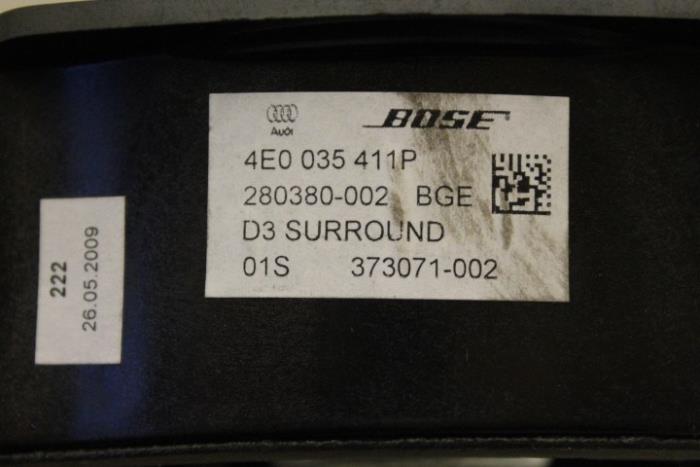 Audi
BOSE
4E0 035 411P
280380-002 BGE
D3 SURROUND
01S 373071-002
222
26.05.2009